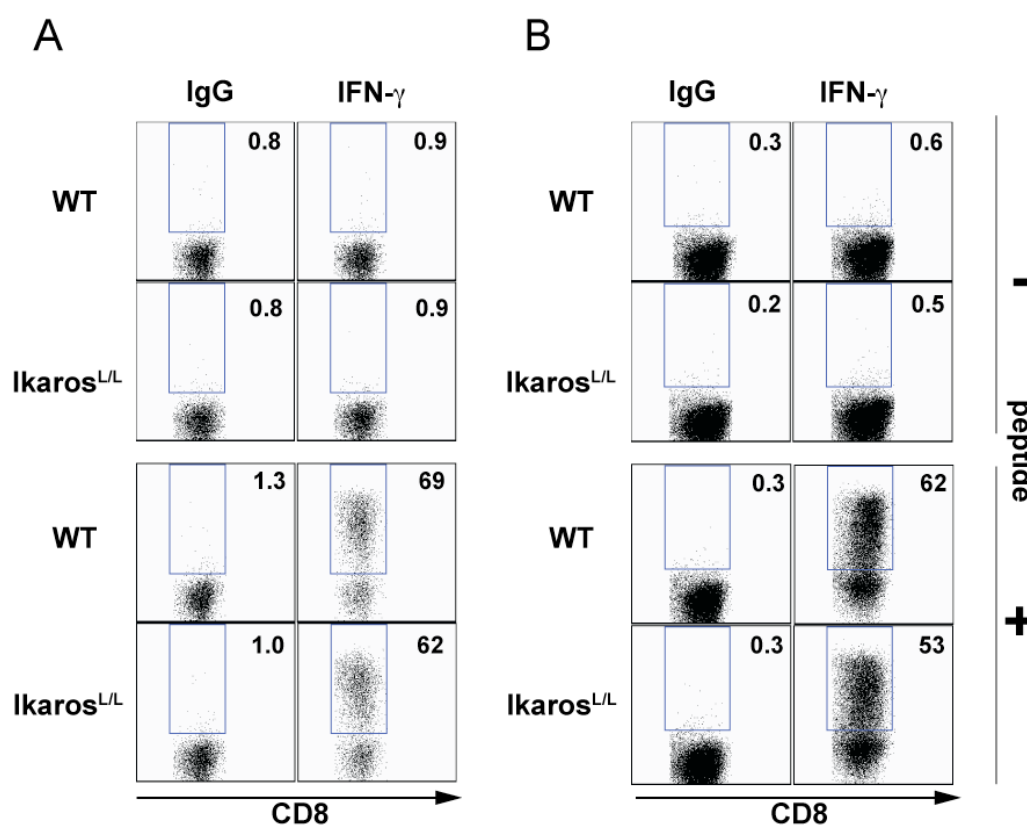 A B
IgG IFN-γ IgG IFN-γ
WT 0.8 0.9 WT 0.3 0.6
Ikaros^L/L 0.8 0.9 Ikaros^L/L 0.2 0.5
-
peptide
WT 1.3 69 WT 0.3 62
+
Ikaros^L/L 1.0 62 Ikaros^L/L 0.3 53
CD8 CD8